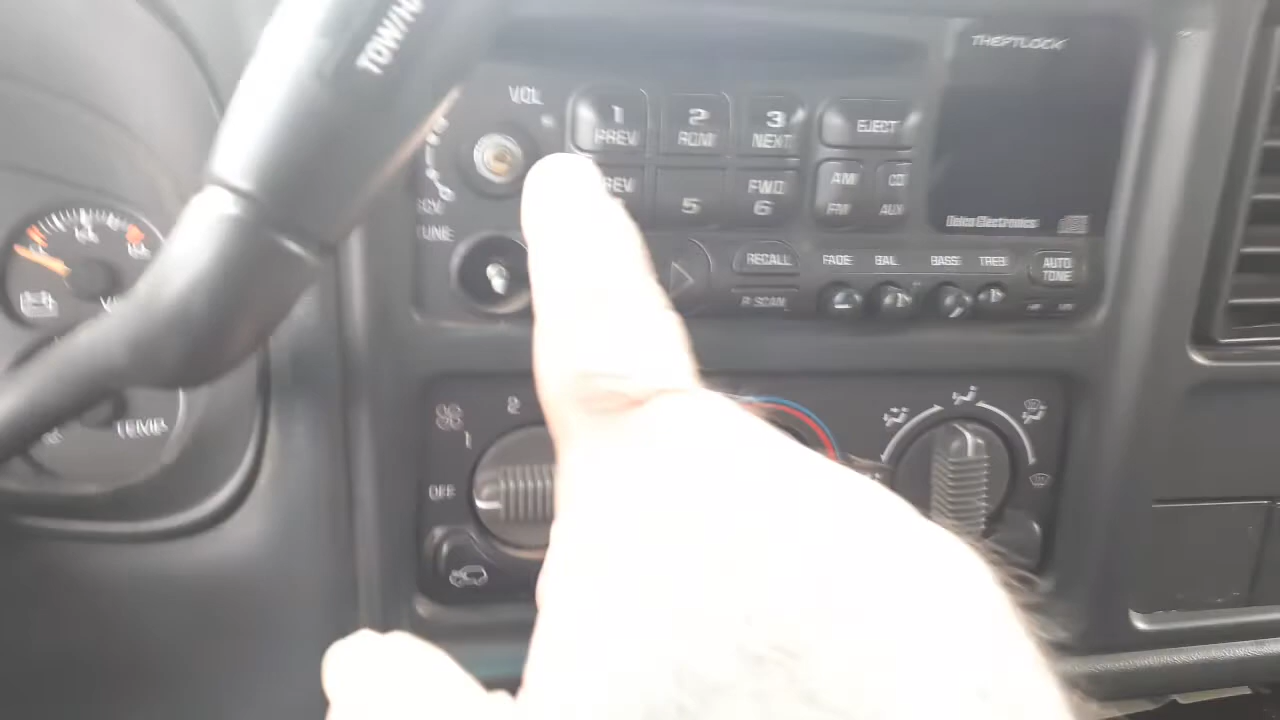 TOW/H
THEFTLOCK
VOL
1
PREV
2
RDM
3
NEXT
EJECT
REV
5
FWD
6
AM
FM
CD
AUX
Delco Electronics
TUNE
RECALL
P SCAN
FADE
BAL
BASS
TREB
AUTO
TONE
2
1
OFF
TEMP